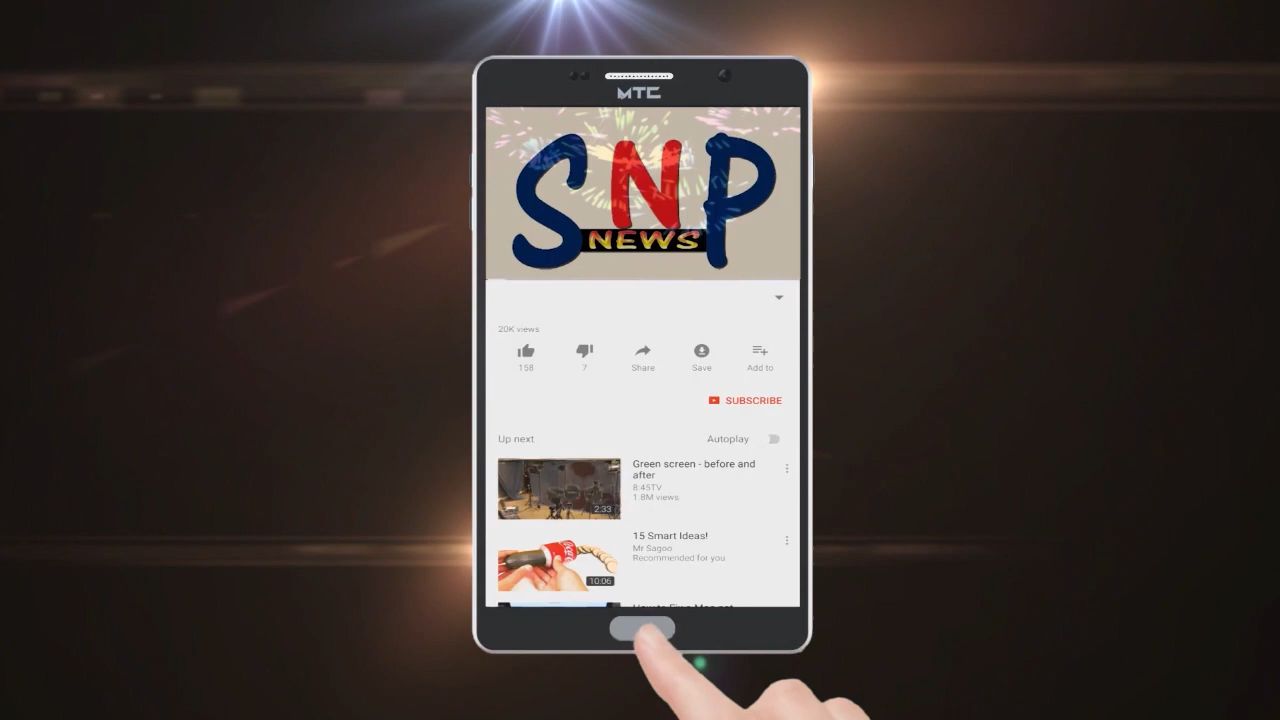 MTC
SNP
NEWS
20K views
158
7
Share
Save
Add to
SUBSCRIBE
Up next
Autoplay
Green screen - before and
after
8:45TV
1.8M views
2:33
15 Smart Ideas!
Mr Sagoo
Recommended for you
10:06